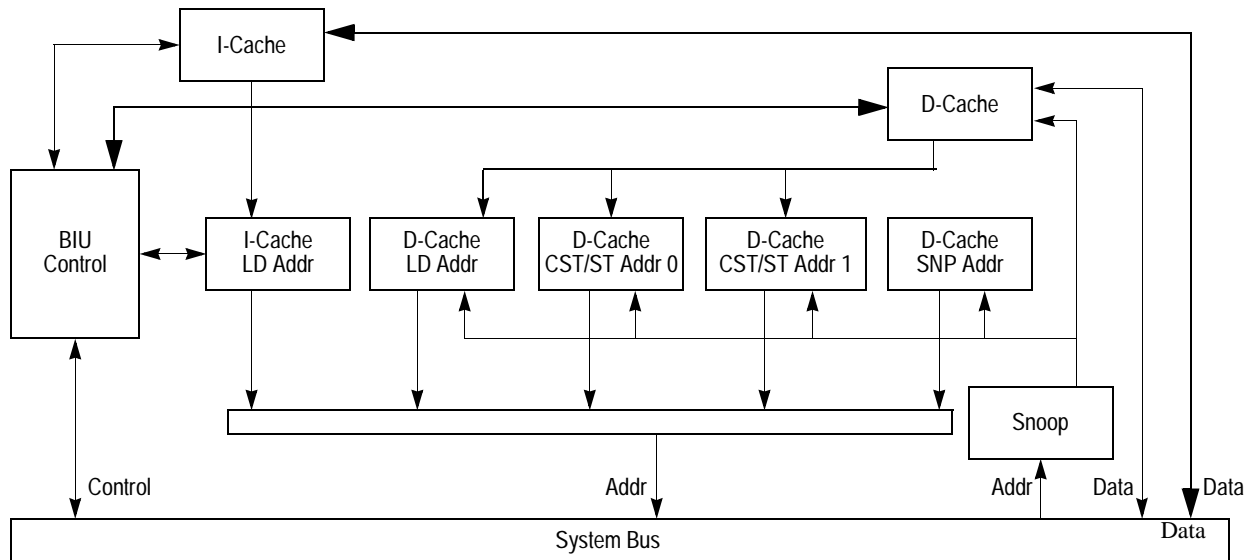 I-Cache
D-Cache
BIU
Control
I-Cache
LD Addr
D-Cache
LD Addr
D-Cache
CST/ST Addr 0
D-Cache
CST/ST Addr 1
D-Cache
SNP Addr
Snoop
Control
Addr
Addr
Data
Data
Data
System Bus